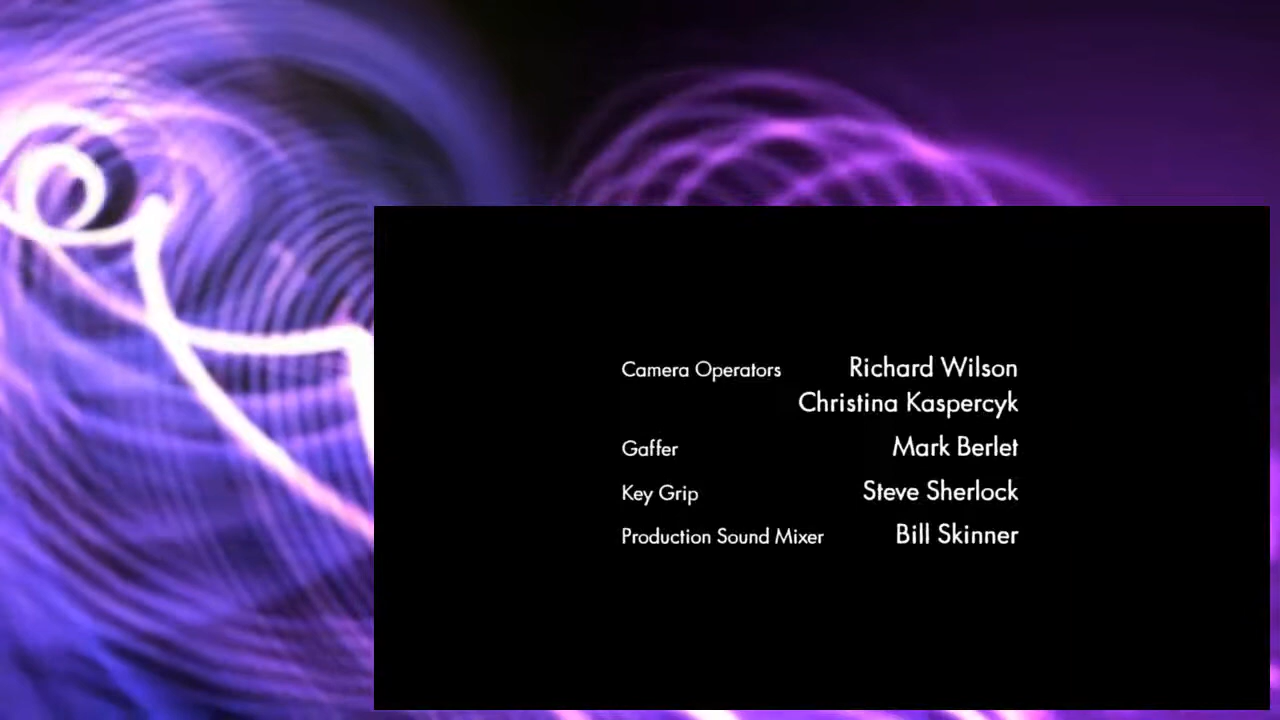 Camera Operators Richard Wilson
Christina Kaspercyk
Gaffer Mark Berlet
Key Grip Steve Sherlock
Production Sound Mixer Bill Skinner